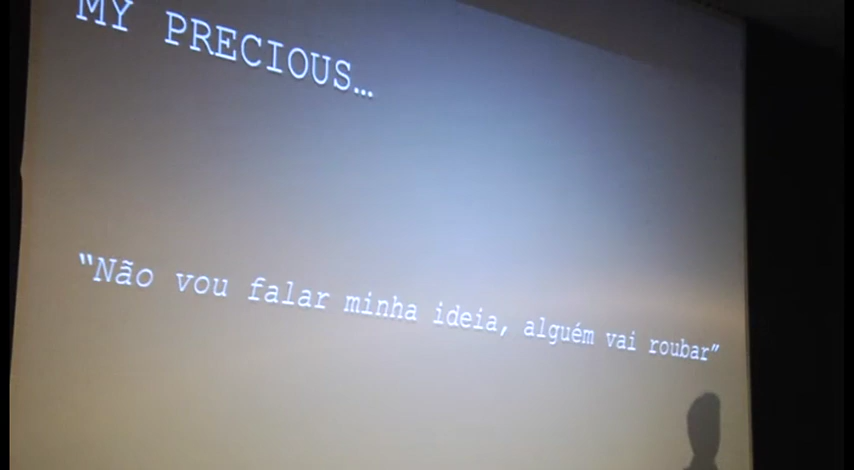 MY PRECIOUS…
“Não vou falar minha ideia, alguém vai roubar”